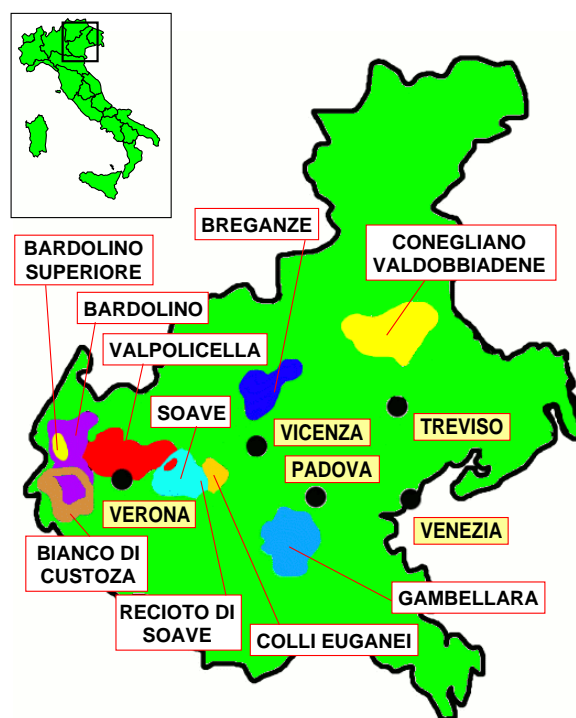 BREGANZE
CONEGLIANO
VALDOBBIADENE
BARDOLINO
SUPERIORE
BARDOLINO
VALPOLICELLA
SOAVE
TREVISO
VICENZA
PADOVA
VERONA
VENEZIA
BIANCO DI
CUSTOZA
GAMBELLARA
RECIOTO DI
SOAVE
COLLI EUGANEI